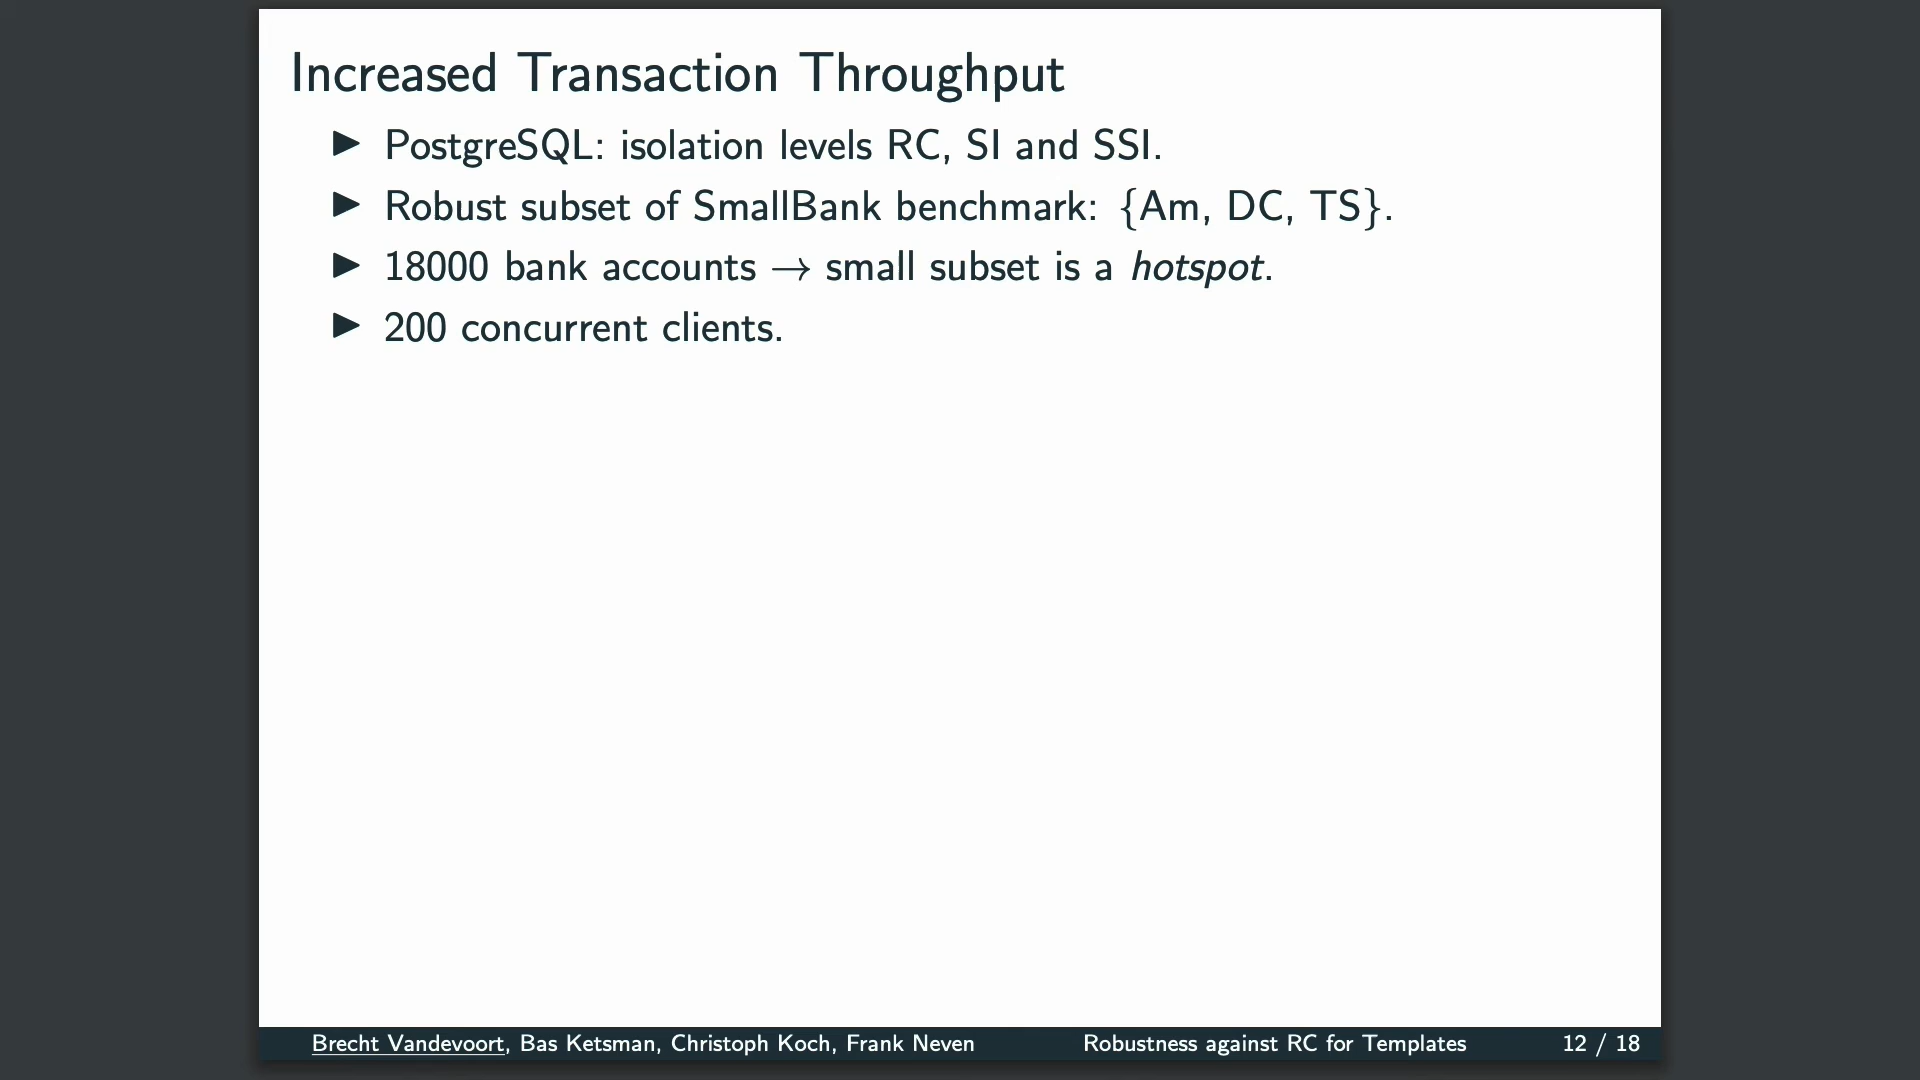 Increased Transaction Throughput
▶ PostgreSQL: isolation levels RC, SI and SSI.
▶ Robust subset of SmallBank benchmark: {Am, DC, TS}.
▶ 18000 bank accounts → small subset is a hotspot.
▶ 200 concurrent clients.
Brecht Vandevoort, Bas Ketsman, Christoph Koch, Frank Neven Robustness against RC for Templates 12 / 18